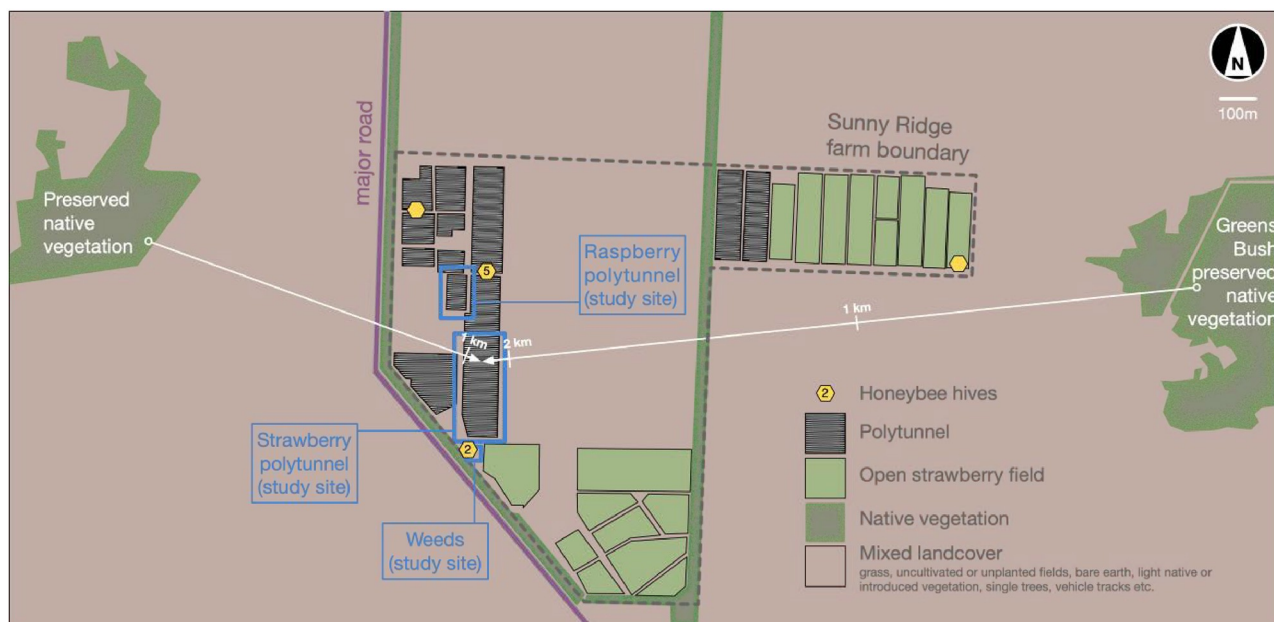 N
100m
Sunny Ridge
farm boundary
major road
Preserved
native
vegetation
Greens
Bush
preserved
native
vegetation
Raspberry
polytunnel
(study site)
5
1 km
1 km
2 km
2
Strawberry
polytunnel
(study site)
Weeds
(study site)
2
Honeybee hives
Polytunnel
Open strawberry field
Native vegetation
Mixed landcover
grass, uncultivated or unplanted fields, bare earth, light native or
introduced vegetation, single trees, vehicle tracks etc.